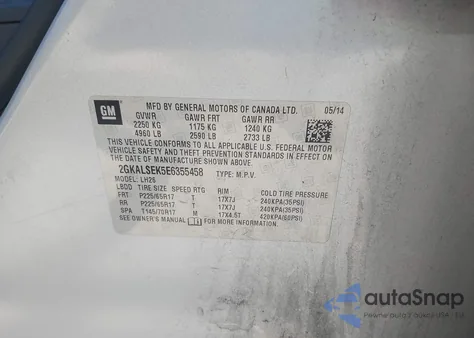 GM
MFD BY GENERAL MOTORS OF CANADA LTD. 05/14
GVWR GAWR FRT GAWR RR
2250 KG 1175 KG 1240 KG
4960 LB 2590 LB 2733 LB
THIS VEHICLE CONFORMS TO ALL APPLICABLE U.S. FEDERAL MOTOR
VEHICLE SAFETY AND THEFT PREVENTION STANDARDS IN EFFECT ON
THE DATE OF MANUFACTURE SHOWN ABOVE.
2GKALSEK5E6355458 TYPE: M.P.V.
MODEL: LH26
LBDD TIRE SIZE SPEED RTG RIM COLD TIRE PRESSURE
FRT P225/65R17 T 17X7J 240KPA(35PSI)
RR P225/65R17 T 17X7J 240KPA(35PSI)
SPA T145/70R17 M 17X4.5T 420KPA(60PSI)
SEE OWNER'S MANUAL FOR MORE INFORMATION.
autoSnap